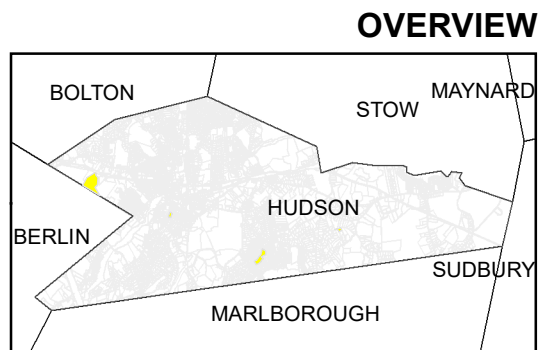 OVERVIEW
BOLTON
MAYNARD
STOW
HUDSON
BERLIN
SUDBURY
MARLBOROUGH